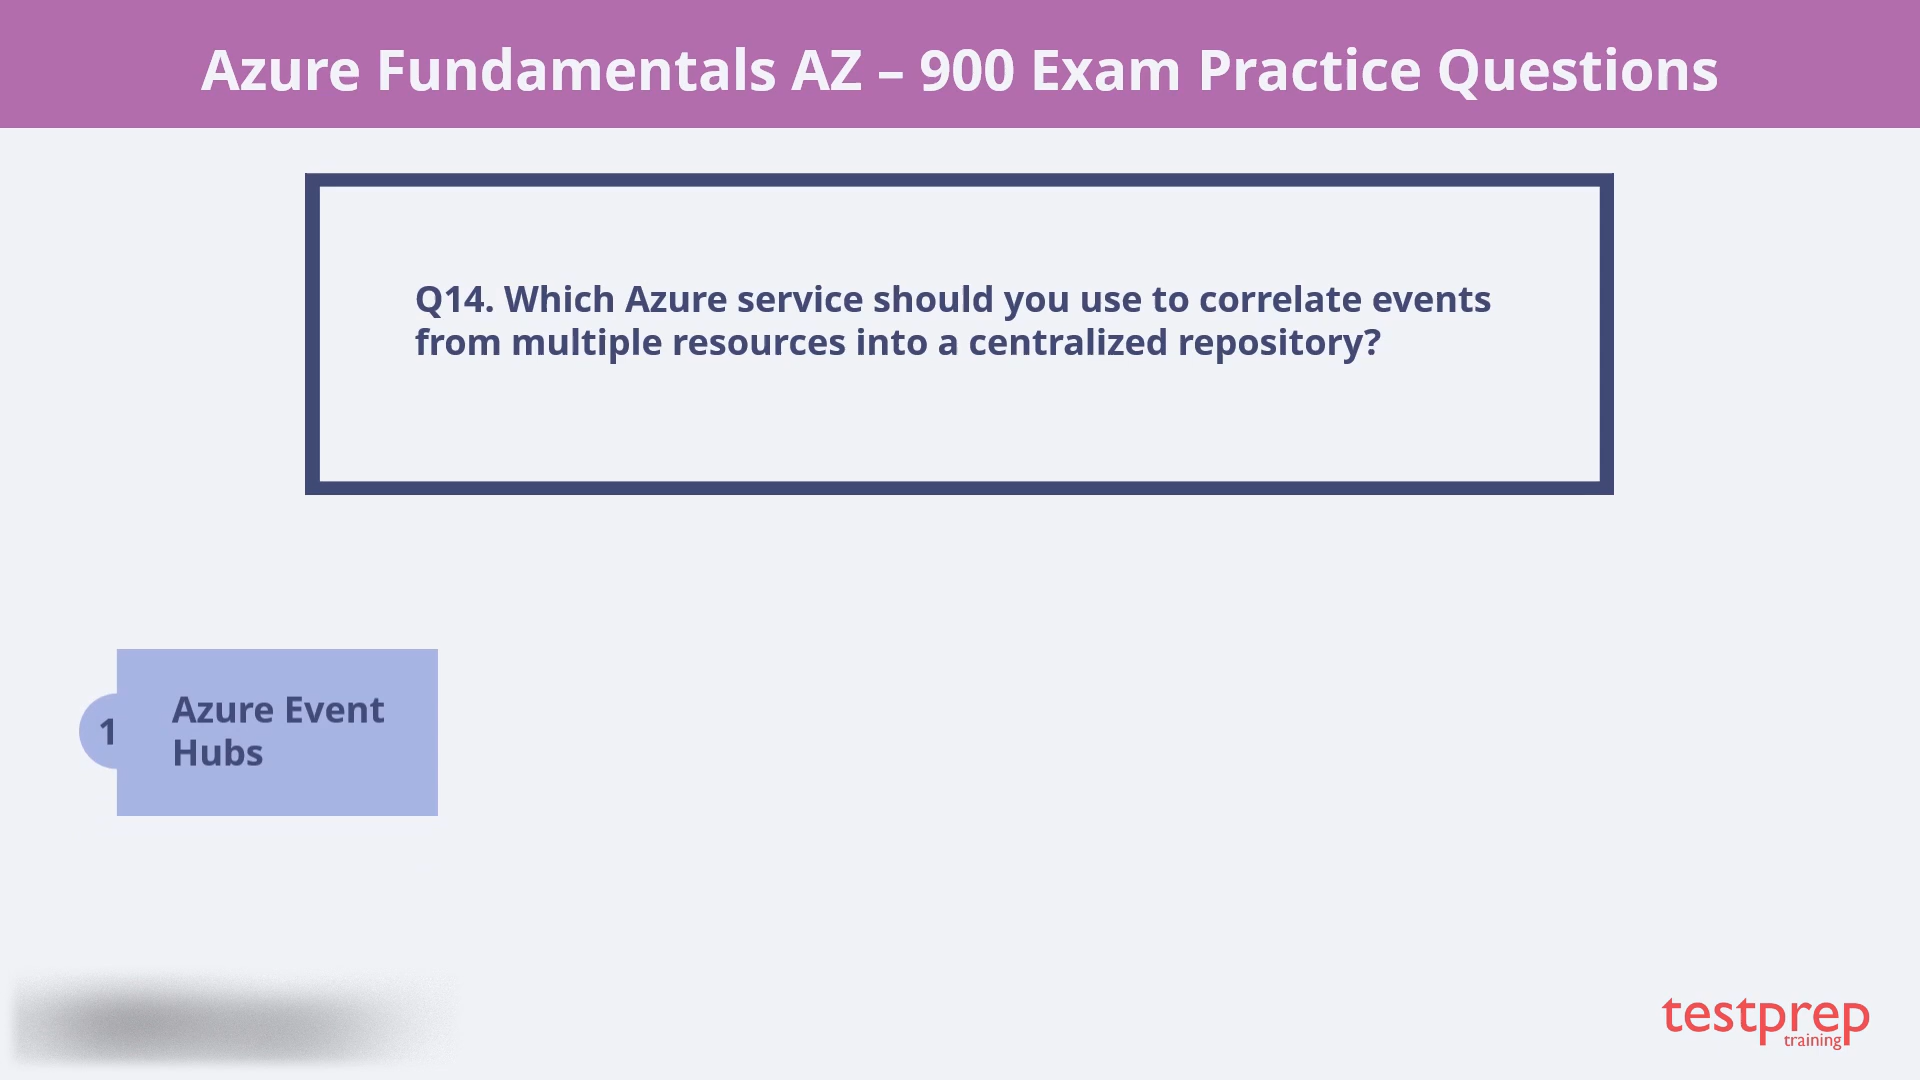 Azure Fundamentals AZ – 900 Exam Practice Questions
Q14. Which Azure service should you use to correlate events
from multiple resources into a centralized repository?
1
Azure Event
Hubs
testprep
training